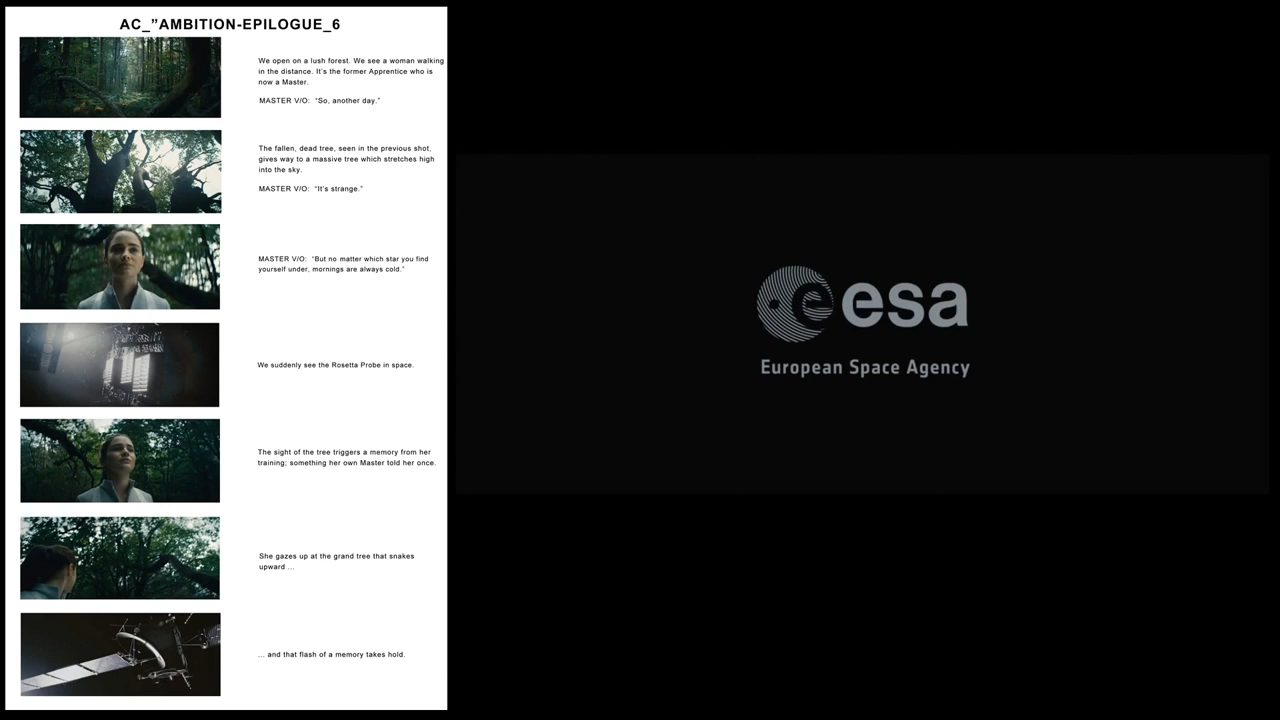 AC_”AMBITION-EPILOGUE_6
We open on a lush forest. We see a woman walking
in the distance. It’s the former Apprentice who is
now a Master.
MASTER V/O: “So, another day.”
The fallen, dead tree, seen in the previous shot,
gives way to a massive tree which stretches high
into the sky.
MASTER V/O: “It’s strange.”
MASTER V/O: “But no matter which star you find
yourself under, mornings are always cold.”
We suddenly see the Rosetta Probe in space.
The sight of the tree triggers a memory from her
training; something her own Master told her once.
She gazes up at the grand tree that snakes
upward ...
... and that flash of a memory takes hold.
esa
European Space Agency